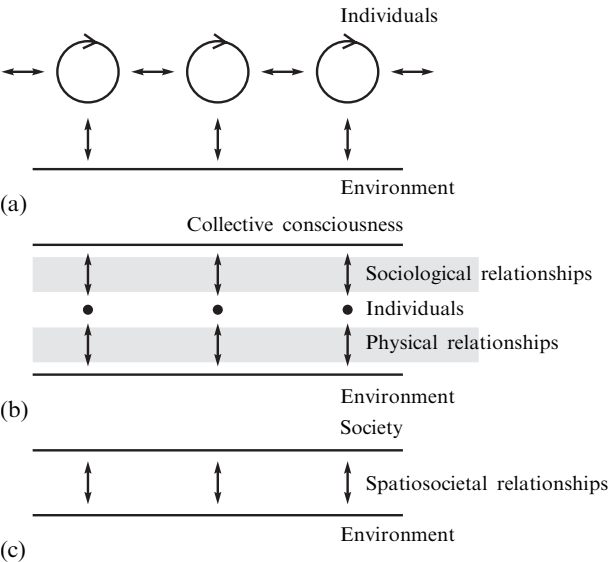 Individuals
Environment
(a)
Collective consciousness
Sociological relationships
Individuals
Physical relationships
Environment
(b)
Society
Spatiosocietal relationships
Environment
(c)